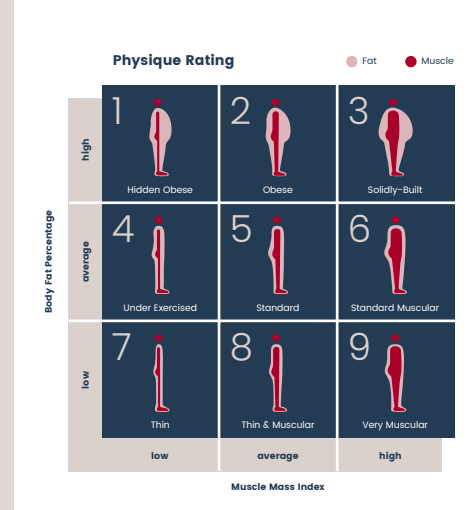 Physique Rating
Fat
Muscle
Body Fat Percentage
high
1
Hidden Obese
2
Obese
3
Solidly-Built
average
4
Under Exercised
5
Standard
6
Standard Muscular
low
7
Thin
8
Thin & Muscular
9
Very Muscular
low
average
high
Muscle Mass Index